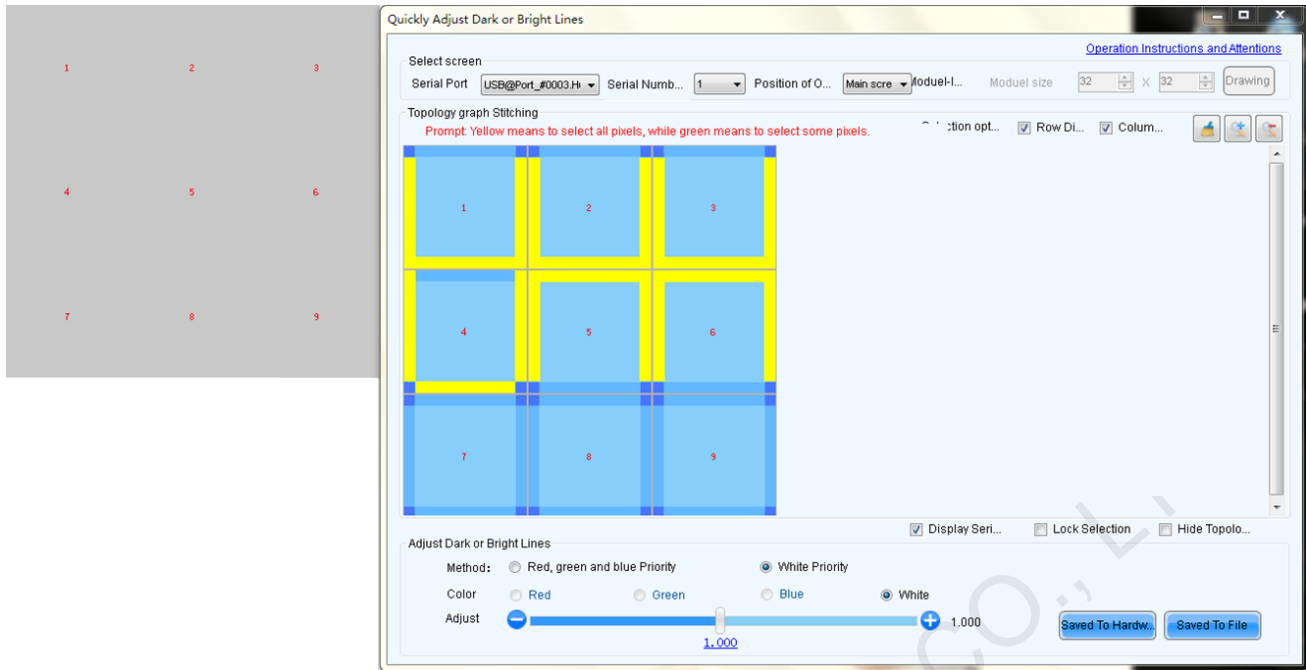 1 2 3
4 5 6
7 8 9
Quickly Adjust Dark or Bright Lines
Operation Instructions and Attentions
Select screen
Serial Port USB@Port_#0003.H Serial Numb... 1 Position of O... Main scre Moduel-I... Moduel size 32 X 32 Drawing
Topology graph Stitching
Prompt: Yellow means to select all pixels, while green means to select some pixels. ction opt... Row Di... Colum...
1 2 3
4 5 6
7 8 9
Display Seri... Lock Selection Hide Topolo...
Adjust Dark or Bright Lines
Method: Red, green and blue Priority White Priority
Color Red Green Blue White
Adjust 1.000
1.000
Saved To Hardw... Saved To File
CO., L